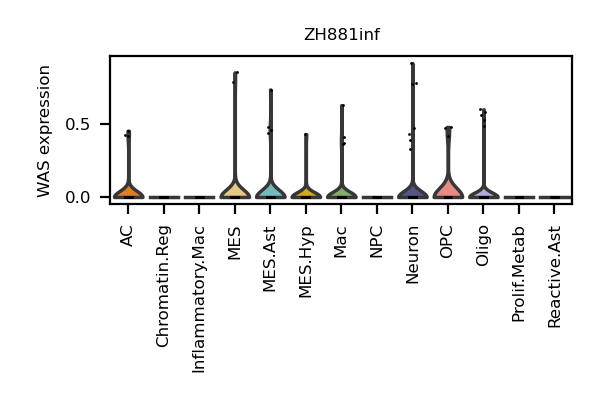 ZH881inf
WAS expression
0.5
0.0
AC
Chromatin.Reg
Inflammatory.Mac
MES
MES.Ast
MES.Hyp
Mac
NPC
Neuron
OPC
Oligo
Prolif.Metab
Reactive.Ast